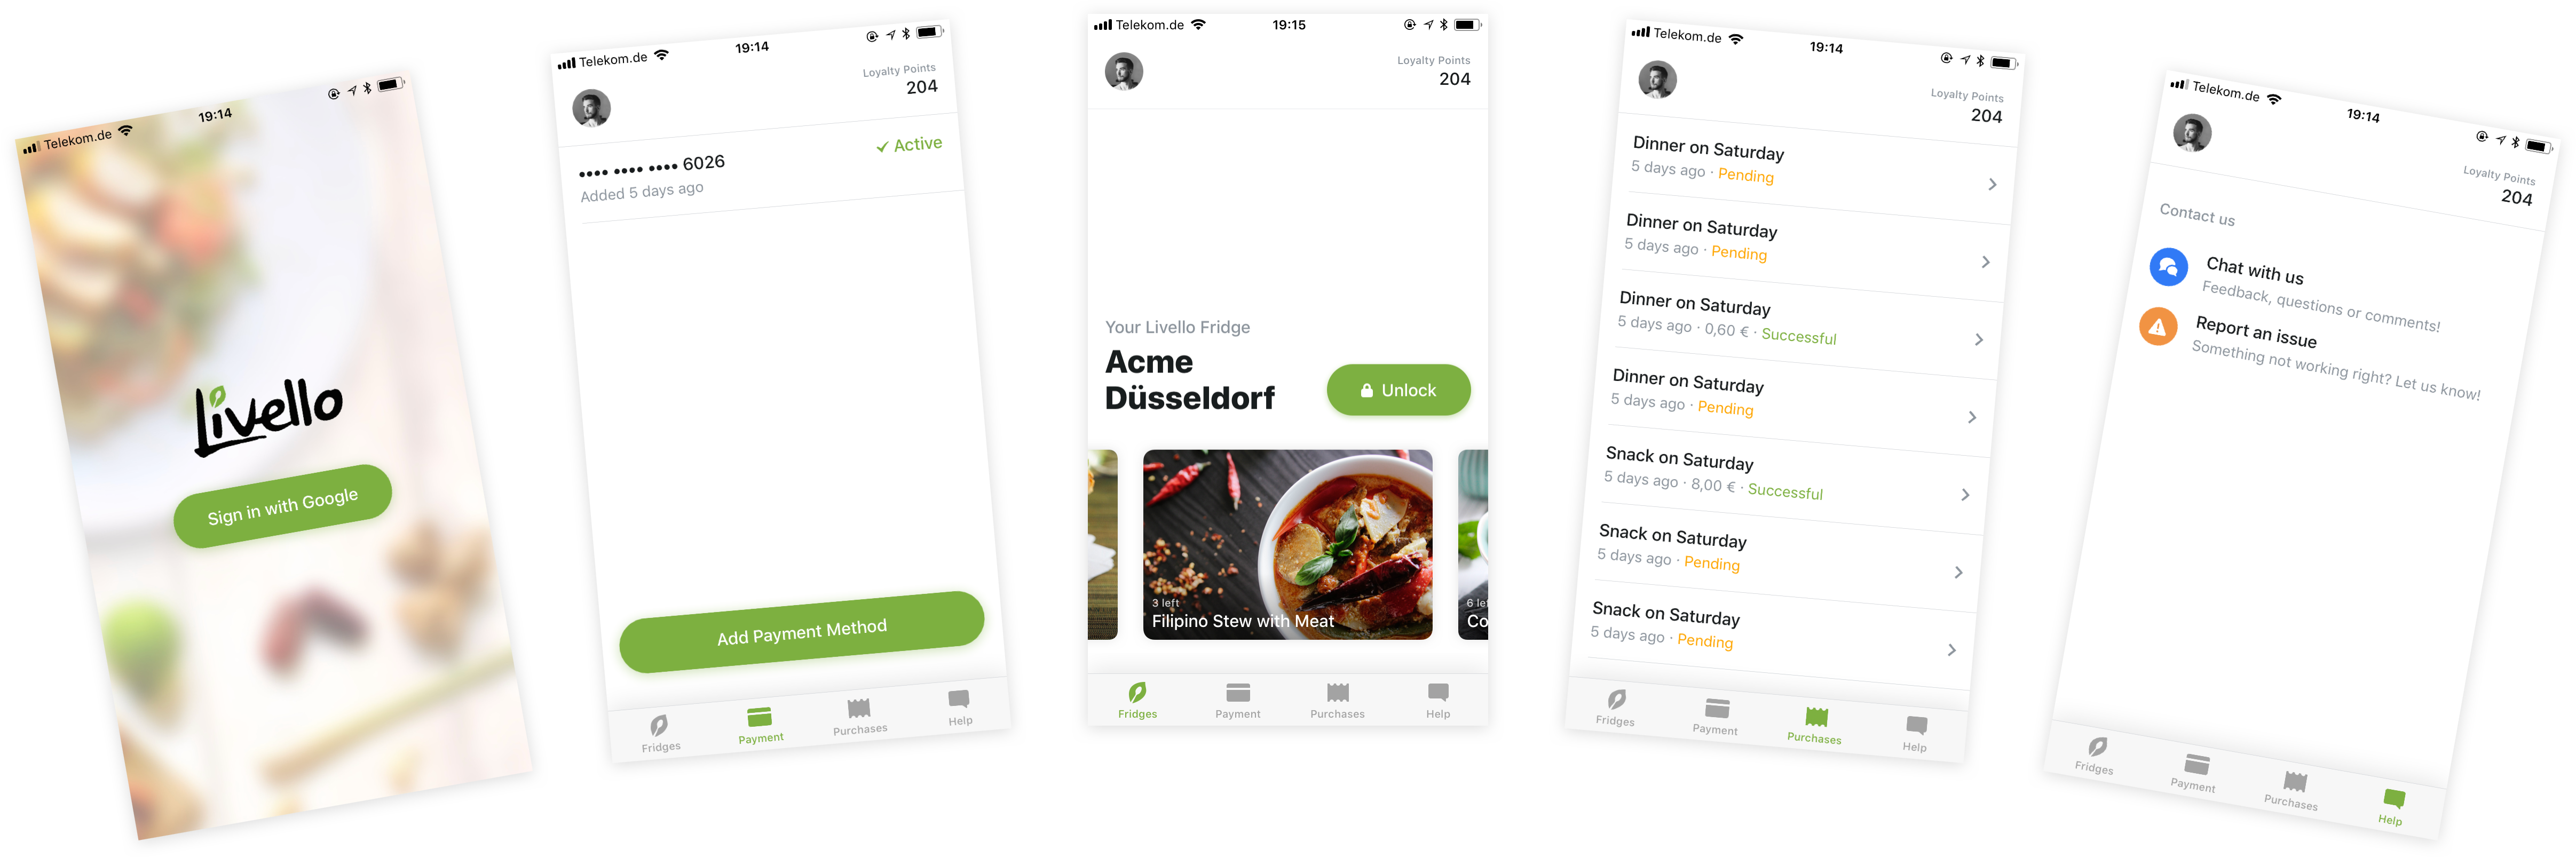 Telekom.de
19:14
Livello
Sign in with Google
Telekom.de
19:14
Loyalty Points
204
•••• •••• •••• 6026
Active
Added 5 days ago
Add Payment Method
Fridges
Payment
Purchases
Help
Telekom.de
19:15
Loyalty Points
204
Your Livello Fridge
Acme
Düsseldorf
Unlock
3 left
Filipino Stew with Meat
6 lef
Co
Fridges
Payment
Purchases
Help
Telekom.de
19:14
Loyalty Points
204
Dinner on Saturday
5 days ago · Pending
Dinner on Saturday
5 days ago · Pending
Dinner on Saturday
5 days ago · 0,60 € · Successful
Dinner on Saturday
5 days ago · Pending
Snack on Saturday
5 days ago · 8,00 € · Successful
Snack on Saturday
5 days ago · Pending
Snack on Saturday
5 days ago · Pending
Fridges
Payment
Purchases
Help
Telekom.de
19:14
Loyalty Points
204
Contact us
Chat with us
Feedback, questions or comments!
Report an issue
Something not working right? Let us know!
Fridges
Payment
Purchases
Help